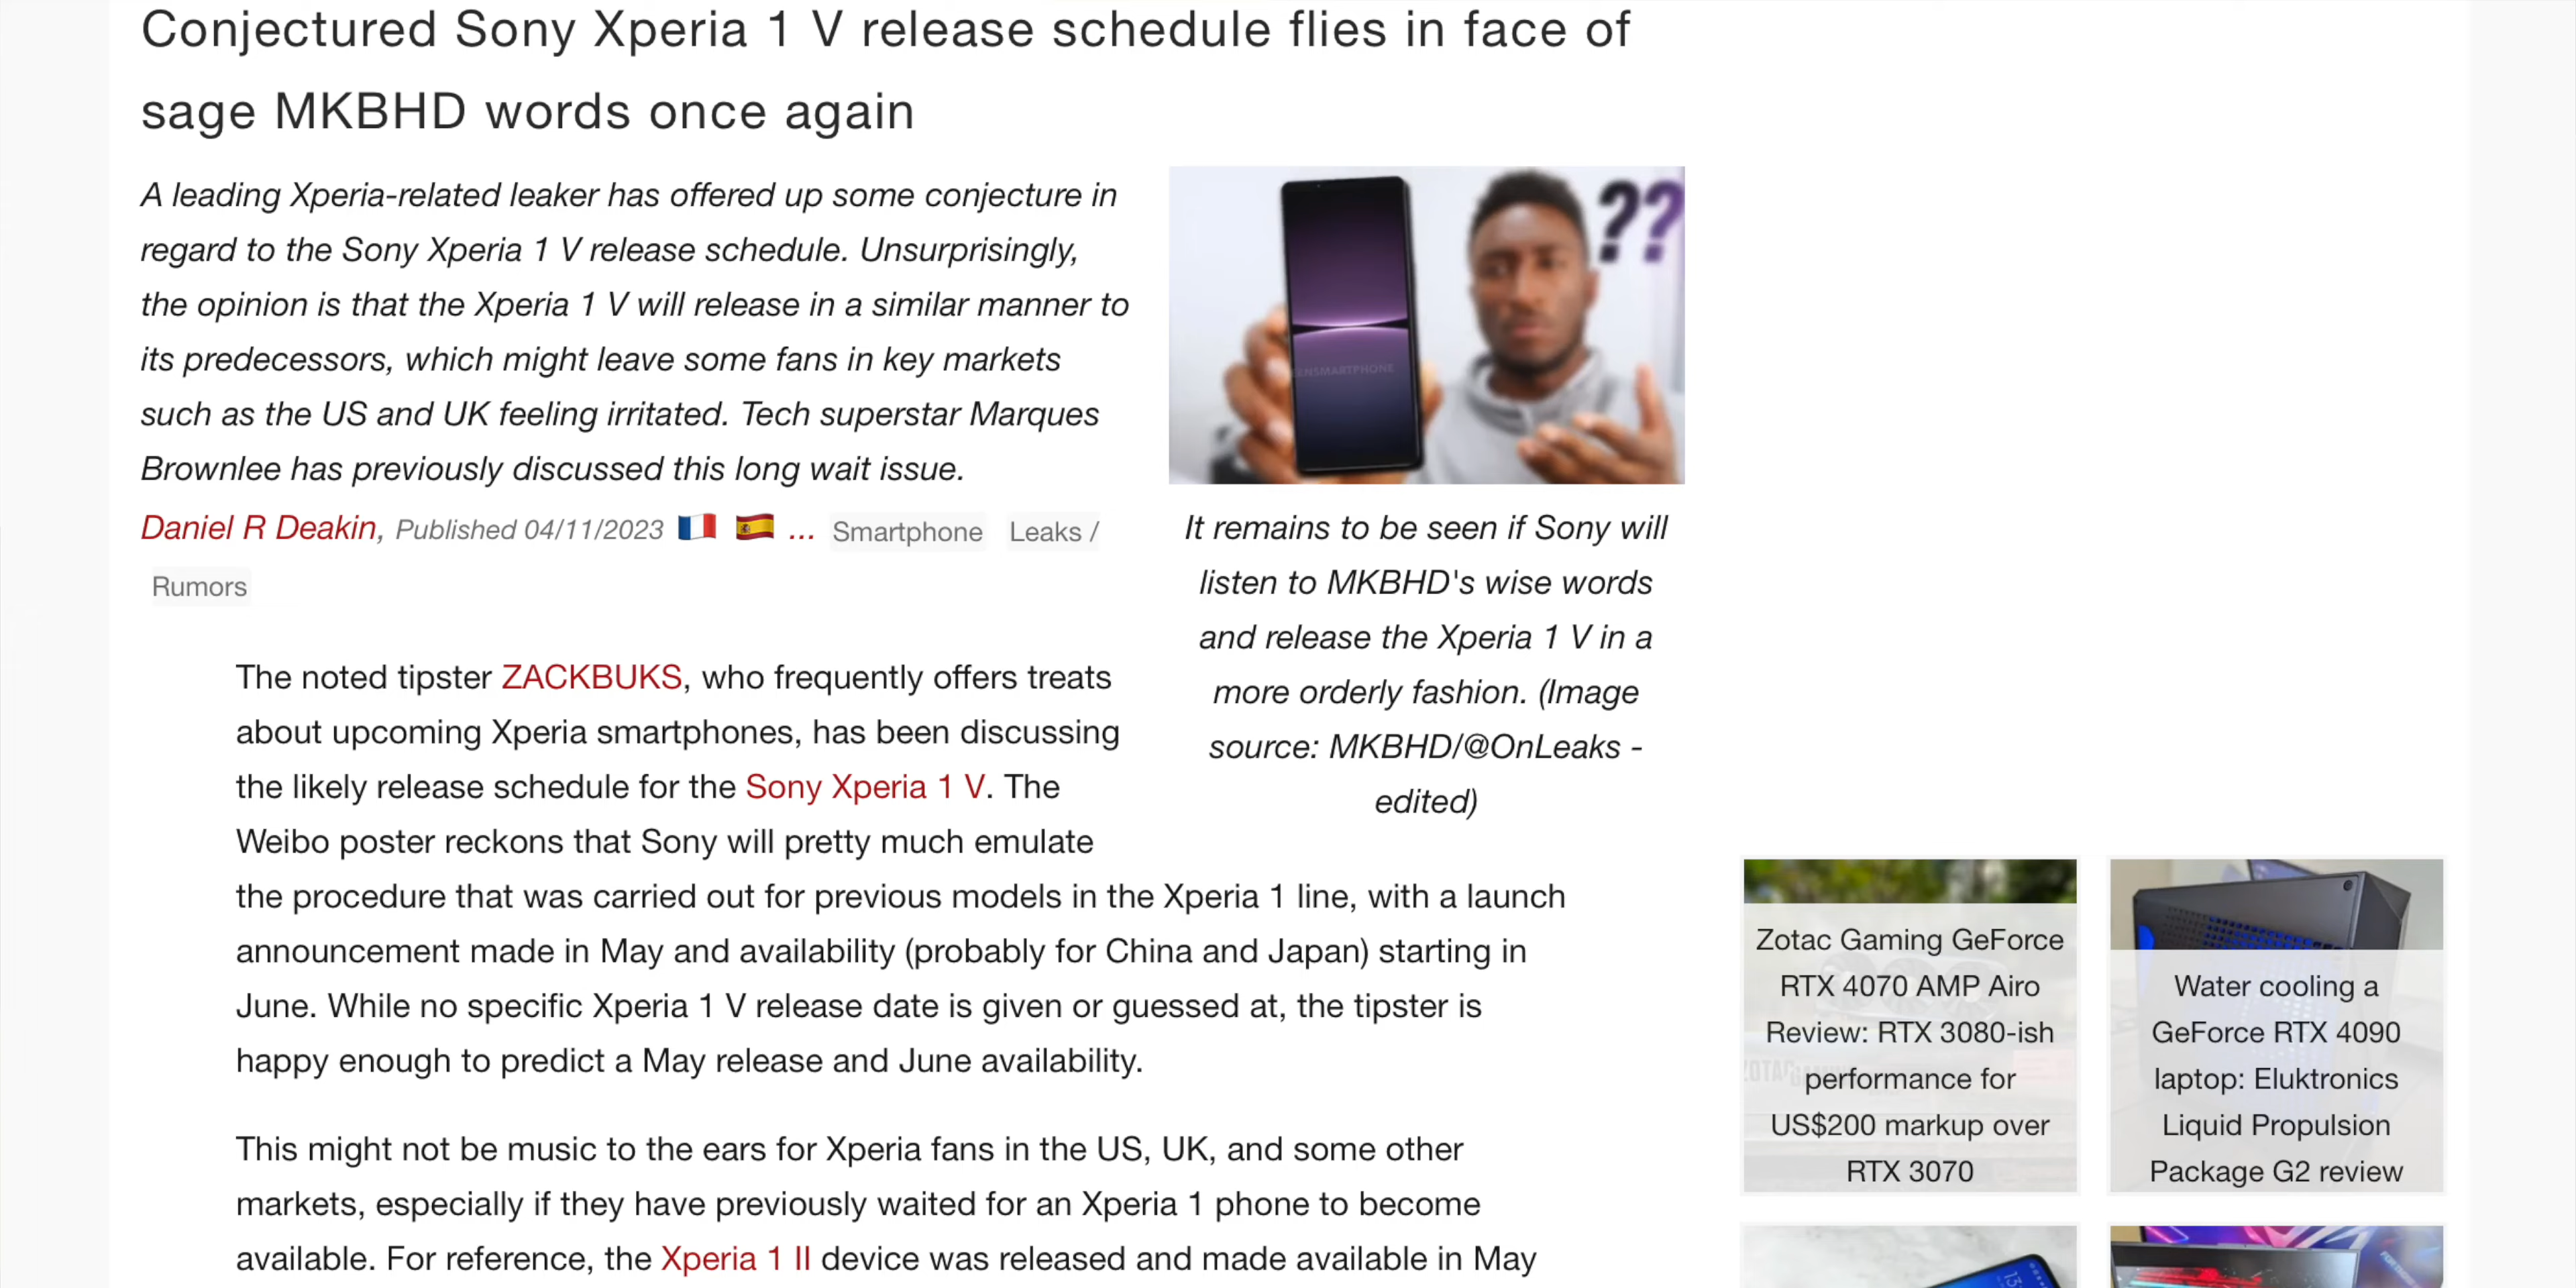 Conjectured Sony Xperia 1 V release schedule flies in face of
sage MKBHD words once again
A leading Xperia-related leaker has offered up some conjecture in
regard to the Sony Xperia 1 V release schedule. Unsurprisingly,
the opinion is that the Xperia 1 V will release in a similar manner to
its predecessors, which might leave some fans in key markets
such as the US and UK feeling irritated. Tech superstar Marques
Brownlee has previously discussed this long wait issue.
Daniel R Deakin, Published 04/11/2023 ... Smartphone Leaks /
Rumors
??
It remains to be seen if Sony will
listen to MKBHD's wise words
and release the Xperia 1 V in a
more orderly fashion. (Image
source: MKBHD/@OnLeaks -
edited)
The noted tipster ZACKBUKS, who frequently offers treats
about upcoming Xperia smartphones, has been discussing
the likely release schedule for the Sony Xperia 1 V. The
Weibo poster reckons that Sony will pretty much emulate
the procedure that was carried out for previous models in the Xperia 1 line, with a launch
announcement made in May and availability (probably for China and Japan) starting in
June. While no specific Xperia 1 V release date is given or guessed at, the tipster is
happy enough to predict a May release and June availability.
This might not be music to the ears for Xperia fans in the US, UK, and some other
markets, especially if they have previously waited for an Xperia 1 phone to become
available. For reference, the Xperia 1 II device was released and made available in May
Zotac Gaming GeForce
RTX 4070 AMP Airo
Review: RTX 3080-ish
performance for
US$200 markup over
RTX 3070
Water cooling a
GeForce RTX 4090
laptop: Eluktronics
Liquid Propulsion
Package G2 review